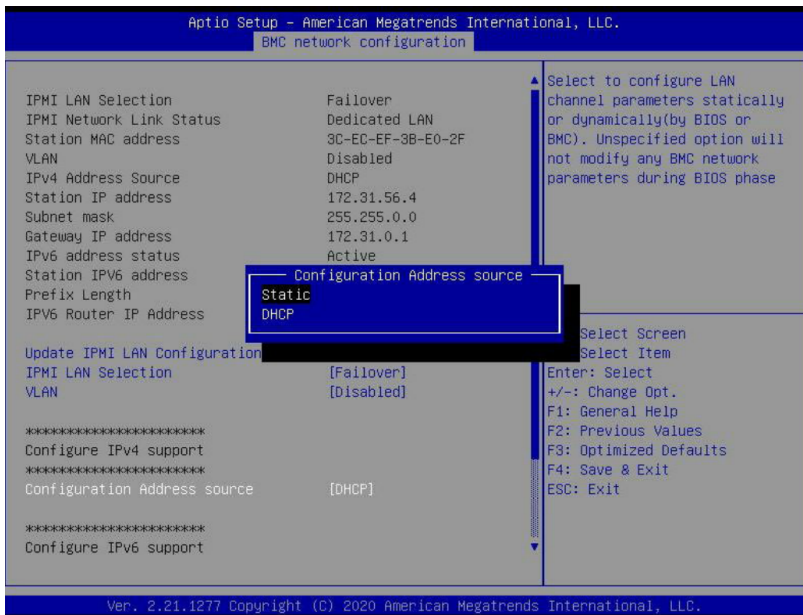 Aptio Setup – American Megatrends International, LLC.
BMC network configuration
IPMI LAN Selection Failover
IPMI Network Link Status Dedicated LAN
Station MAC address 3C-EC-EF-3B-E0-2F
VLAN Disabled
IPv4 Address Source DHCP
Station IP address 172.31.56.4
Subnet mask 255.255.0.0
Gateway IP address 172.31.0.1
IPv6 address status Active
Station IPV6 address
Prefix Length
IPV6 Router IP Address
Configuration Address source
Static
DHCP
Update IPMI LAN Configuration
IPMI LAN Selection [Failover]
VLAN [Disabled]
***********************
Configure IPv4 support
***********************
Configuration Address source [DHCP]
***********************
Configure IPv6 support
Select to configure LAN
channel parameters statically
or dynamically(by BIOS or
BMC). Unspecified option will
not modify any BMC network
parameters during BIOS phase
Select Screen
Select Item
Enter: Select
+/-: Change Opt.
F1: General Help
F2: Previous Values
F3: Optimized Defaults
F4: Save & Exit
ESC: Exit
Ver. 2.21.1277 Copyright (C) 2020 American Megatrends International, LLC.